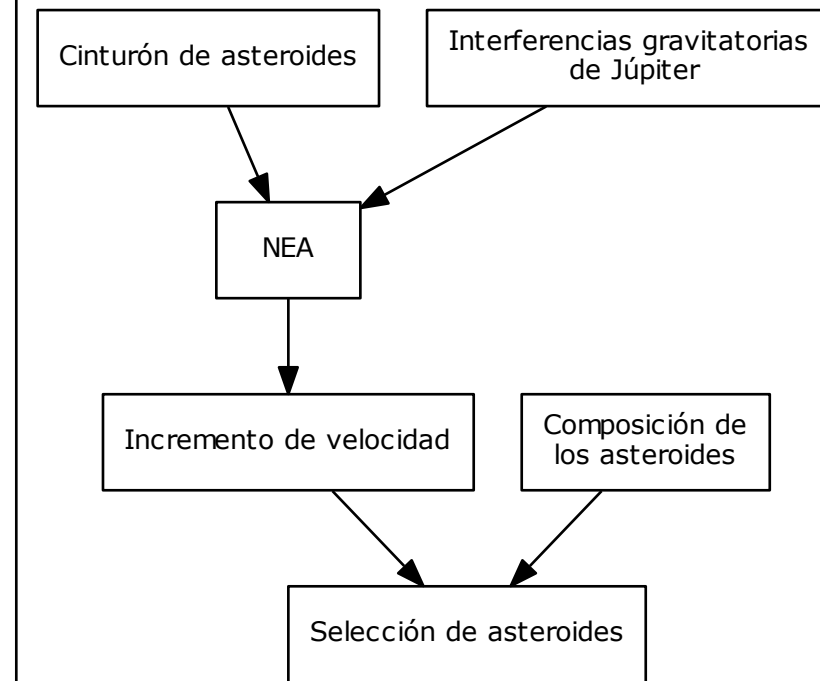 Cinturón de asteroides
Interferencias gravitatorias
de Júpiter
NEA
Incremento de velocidad
Composición de
los asteroides
Selección de asteroides